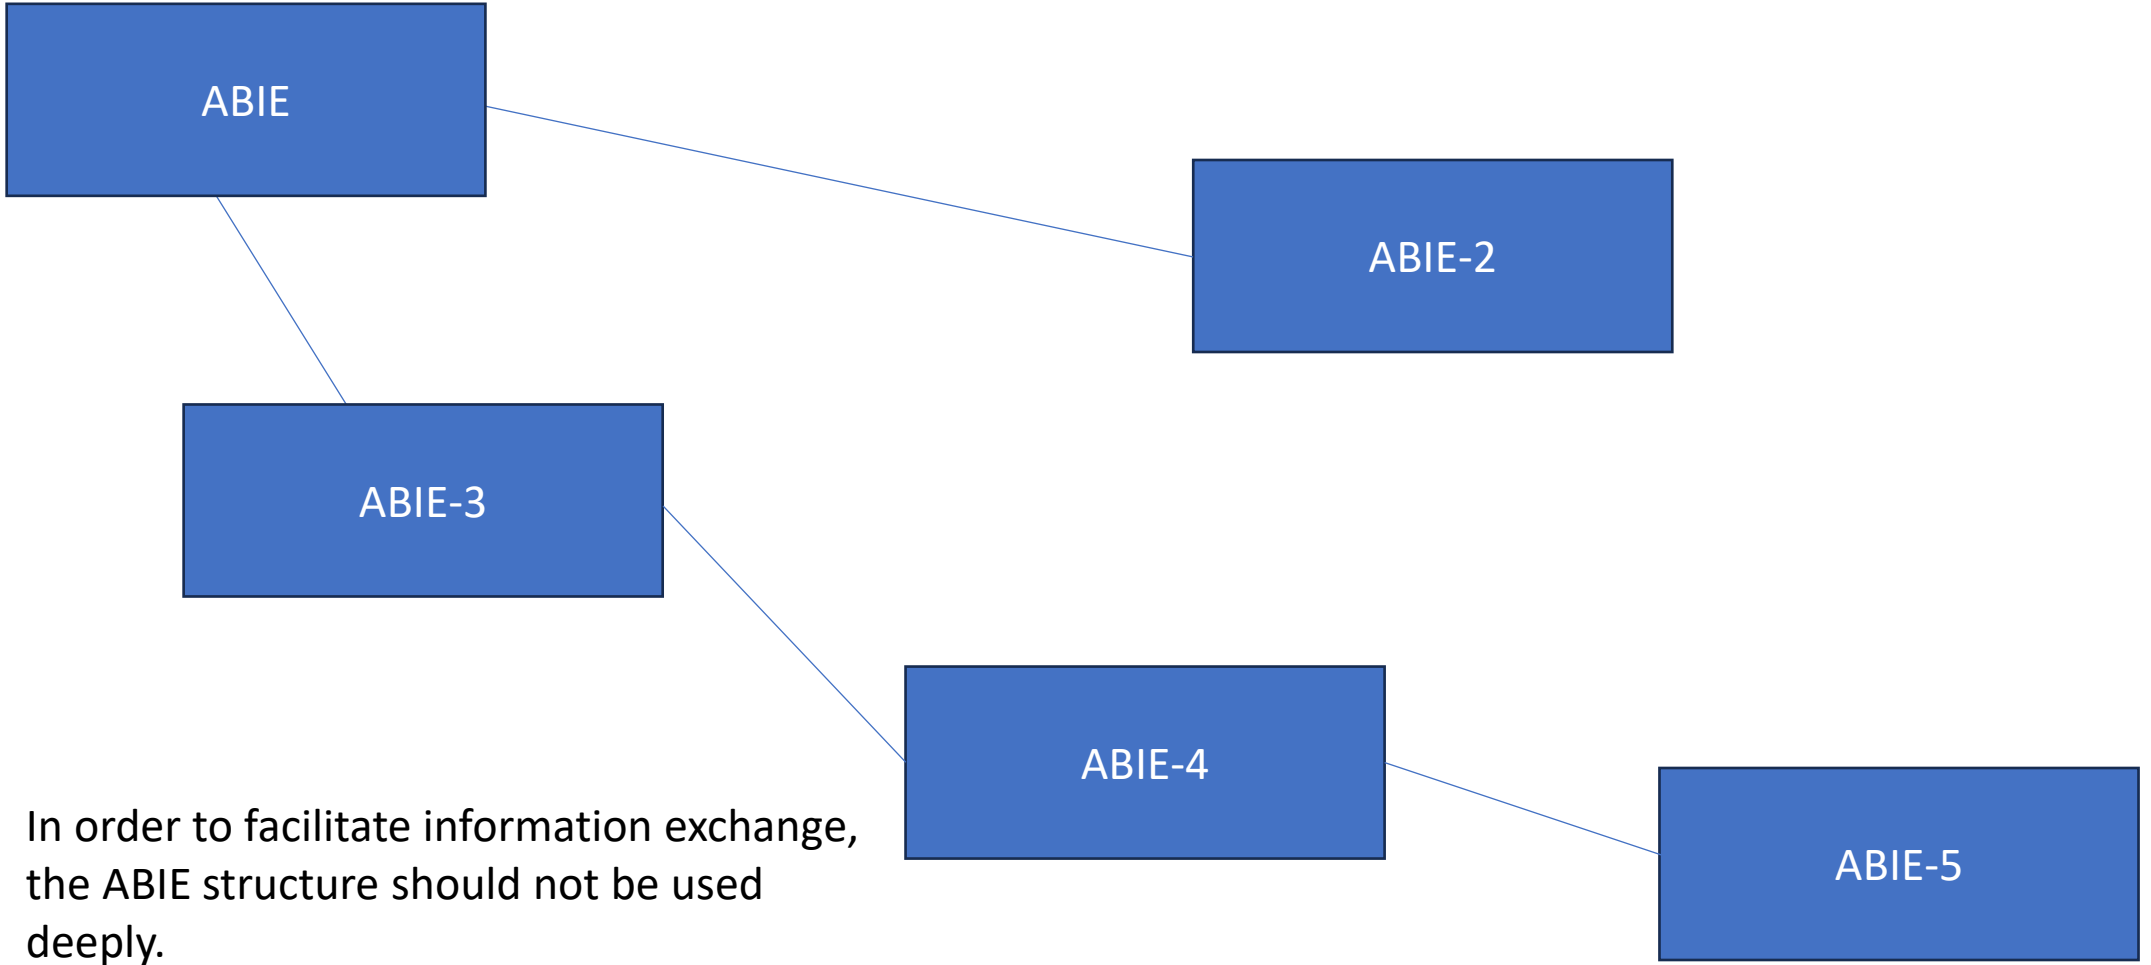 ABIE
ABIE-2
ABIE-3
ABIE-4
ABIE-5
In order to facilitate information exchange,
the ABIE structure should not be used
deeply.